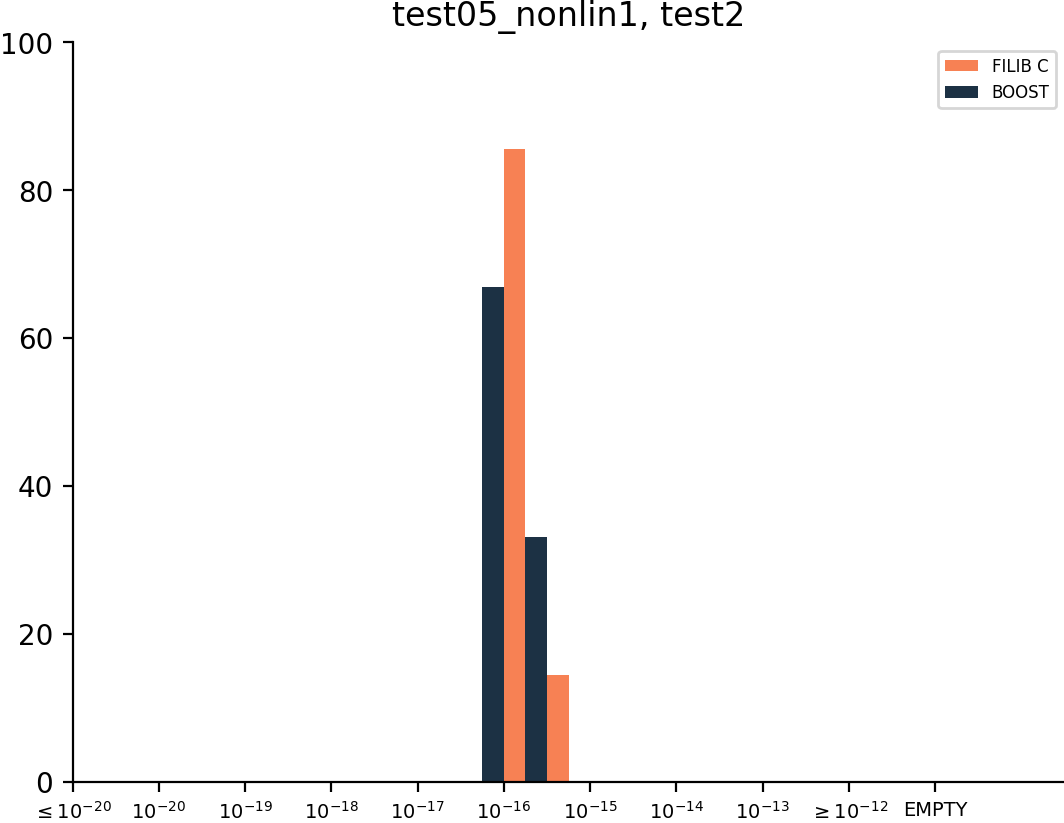 test05_nonlin1, test2
FILIB C
BOOST
100
80
60
40
20
0
≤ 10⁻²⁰ 10⁻²⁰ 10⁻¹⁹ 10⁻¹⁸ 10⁻¹⁷ 10⁻¹⁶ 10⁻¹⁵ 10⁻¹⁴ 10⁻¹³ ≥ 10⁻¹² EMPTY